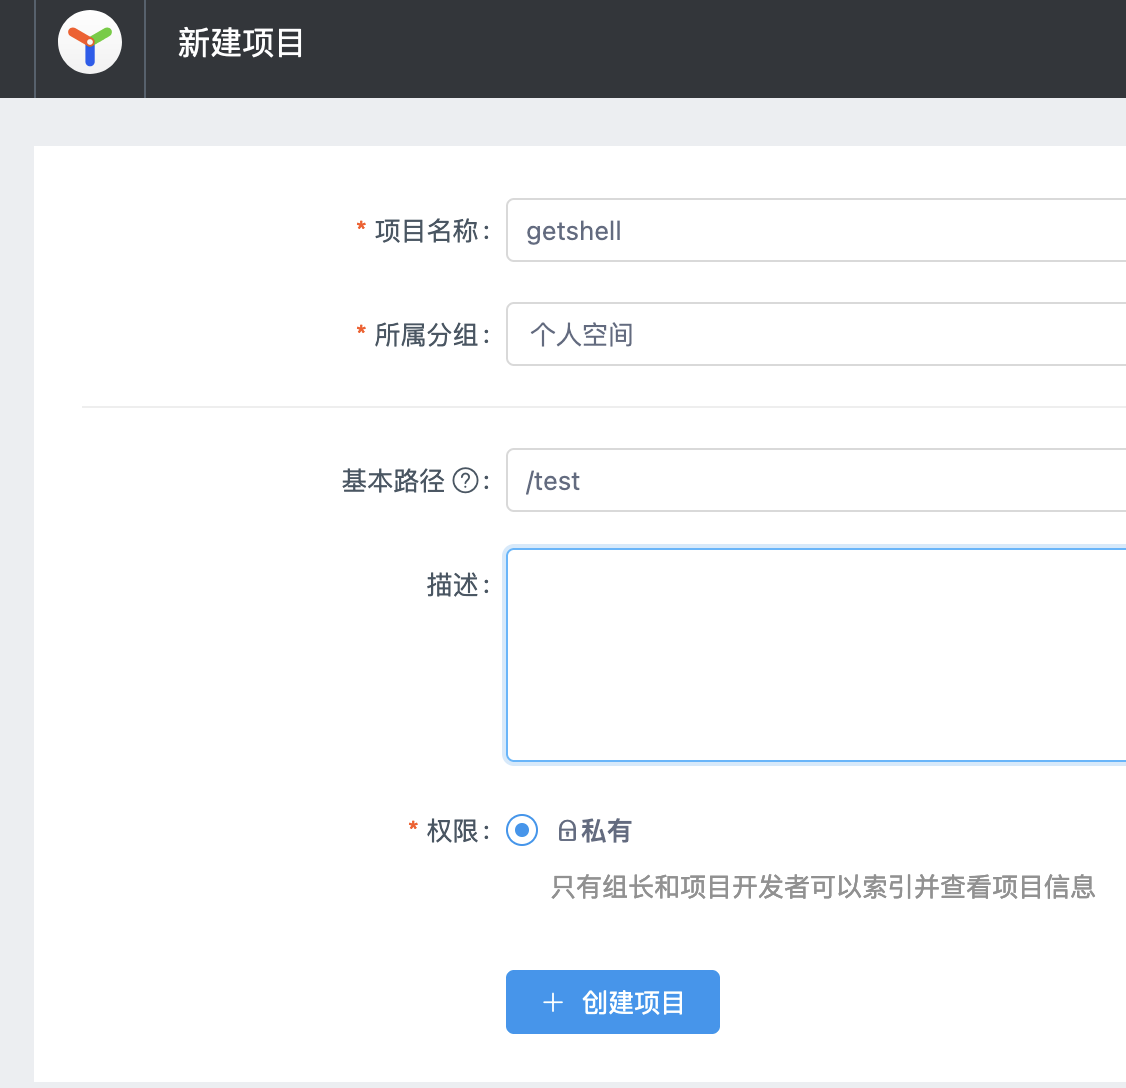 新建项目
* 项目名称 : getshell
* 所属分组 : 个人空间
基本路径 ? : /test
描述 :
* 权限 : 私有
只有组长和项目开发者可以索引并查看项目信息
+ 创建项目